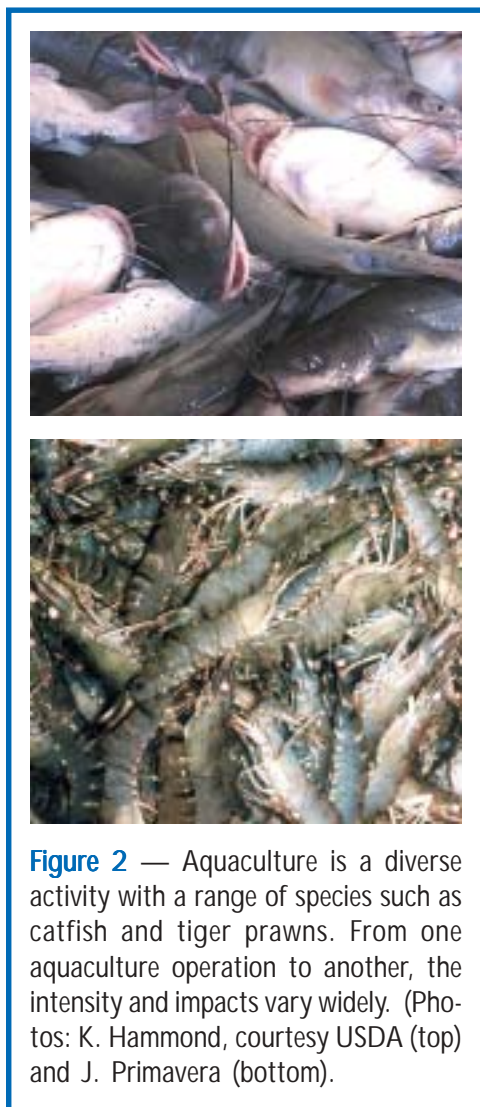 Figure 2 — Aquaculture is a diverse
activity with a range of species such as
catfish and tiger prawns. From one
aquaculture operation to another, the
intensity and impacts vary widely. (Pho-
tos: K. Hammond, courtesy USDA (top)
and J. Primavera (bottom).